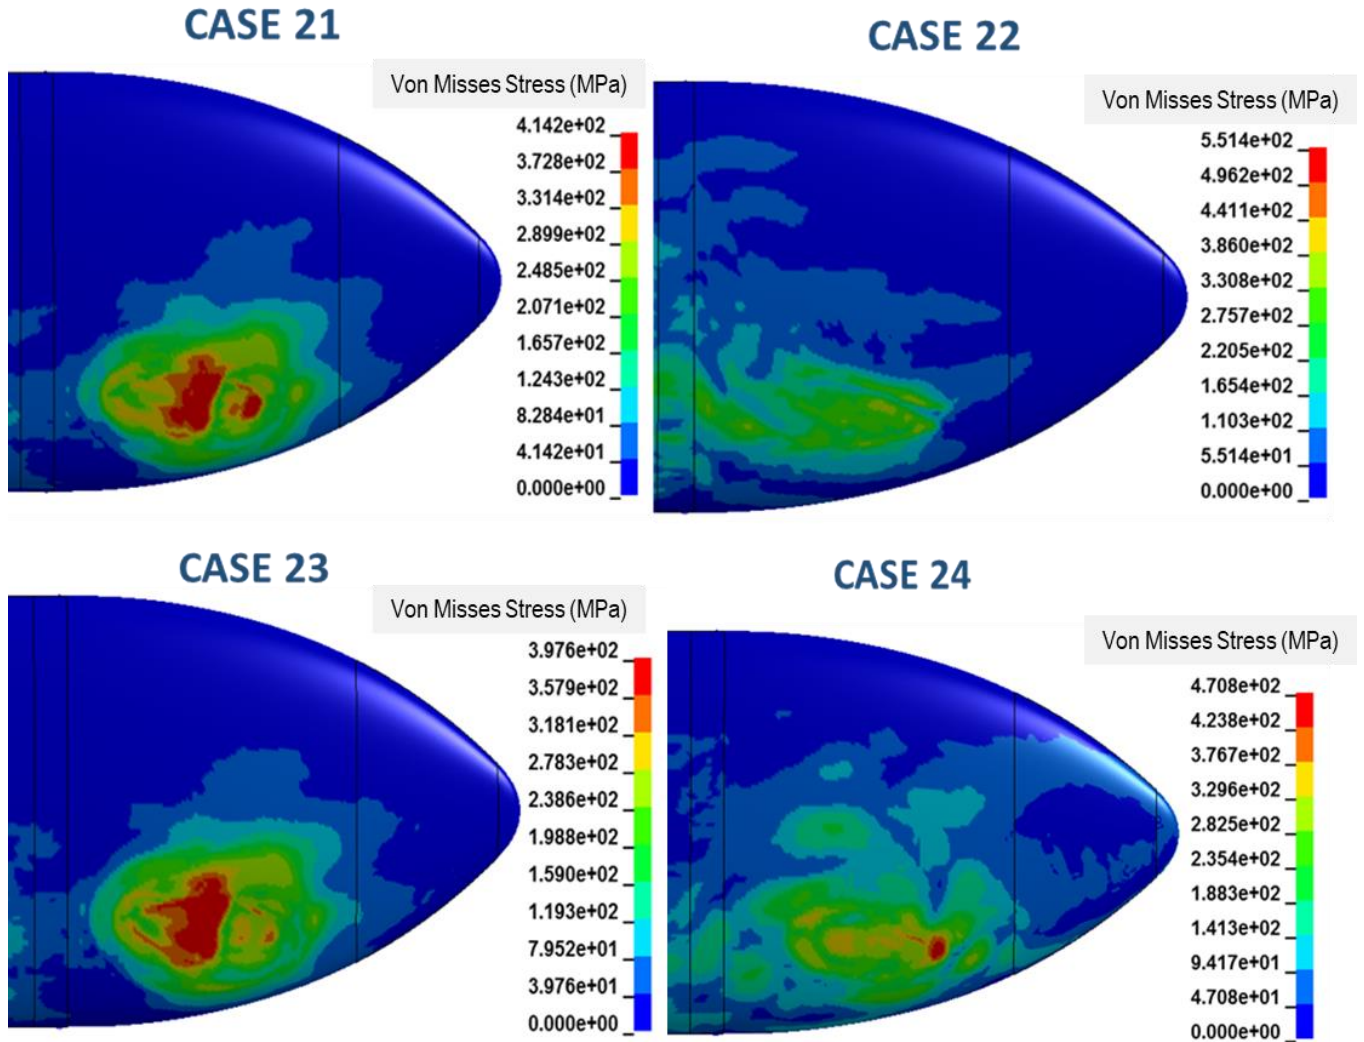 CASE 21
Von Misses Stress (MPa)
4.142e+02
3.728e+02
3.314e+02
2.899e+02
2.485e+02
2.071e+02
1.657e+02
1.243e+02
8.284e+01
4.142e+01
0.000e+00
CASE 22
Von Misses Stress (MPa)
5.514e+02
4.962e+02
4.411e+02
3.860e+02
3.308e+02
2.757e+02
2.205e+02
1.654e+02
1.103e+02
5.514e+01
0.000e+00
CASE 23
Von Misses Stress (MPa)
3.976e+02
3.579e+02
3.181e+02
2.783e+02
2.386e+02
1.988e+02
1.590e+02
1.193e+02
7.952e+01
3.976e+01
0.000e+00
CASE 24
Von Misses Stress (MPa)
4.708e+02
4.238e+02
3.767e+02
3.296e+02
2.825e+02
2.354e+02
1.883e+02
1.413e+02
9.417e+01
4.708e+01
0.000e+00